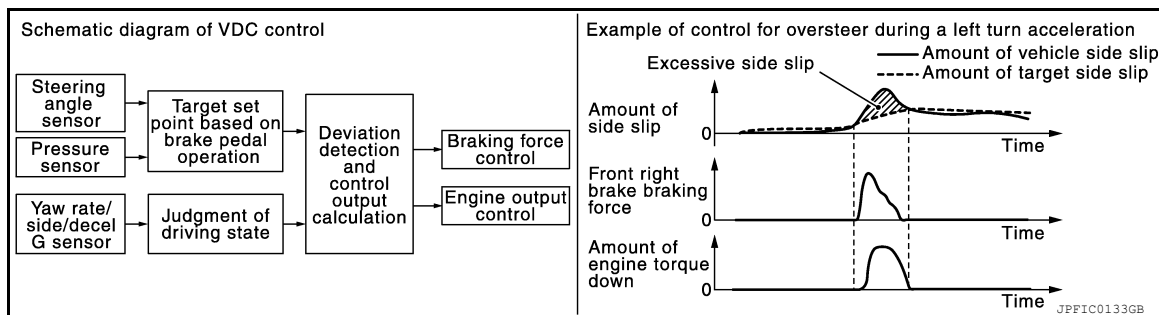 Schematic diagram of VDC control
Steering
angle
sensor
Pressure
sensor
Yaw rate/
side/decel
G sensor
Target set
point based on
brake pedal
operation
Judgment of
driving state
Deviation
detection
and
control
output
calculation
Braking force
control
Engine output
control
Example of control for oversteer during a left turn acceleration
Amount of vehicle side slip
Amount of target side slip
Excessive side slip
Amount of
side slip
0
Time
Front right
brake braking
force
0
Time
Amount of
engine torque
down
0
Time
JPFIC0133GB